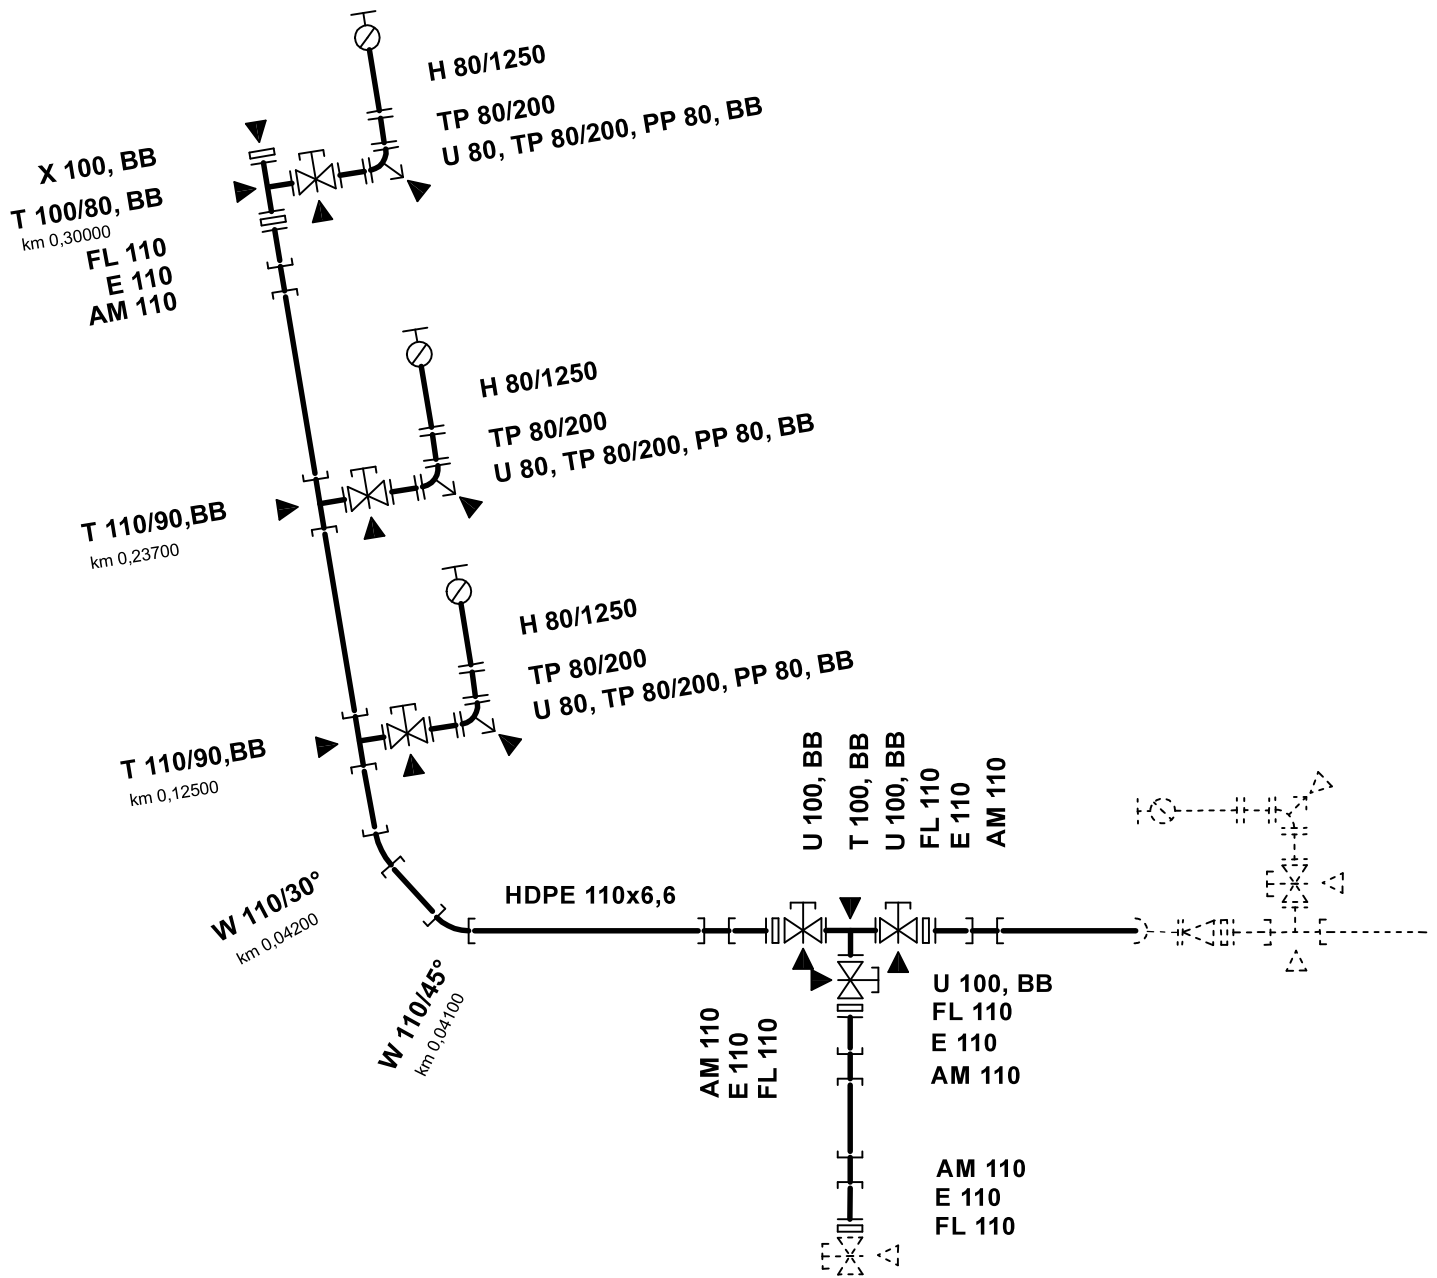 H 80/1250
TP 80/200
U 80, TP 80/200, PP 80, BB
X 100, BB
T 100/80, BB
km 0,30000
FL 110
E 110
AM 110
H 80/1250
TP 80/200
U 80, TP 80/200, PP 80, BB
T 110/90,BB
km 0,23700
H 80/1250
TP 80/200
U 80, TP 80/200, PP 80, BB
T 110/90,BB
km 0,12500
U 100, BB
T 100, BB
U 100, BB
FL 110
E 110
AM 110
W 110/30°
km 0,04200
HDPE 110x6,6
W 110/45°
km 0,04100
AM 110
E 110
FL 110
U 100, BB
FL 110
E 110
AM 110
AM 110
E 110
FL 110